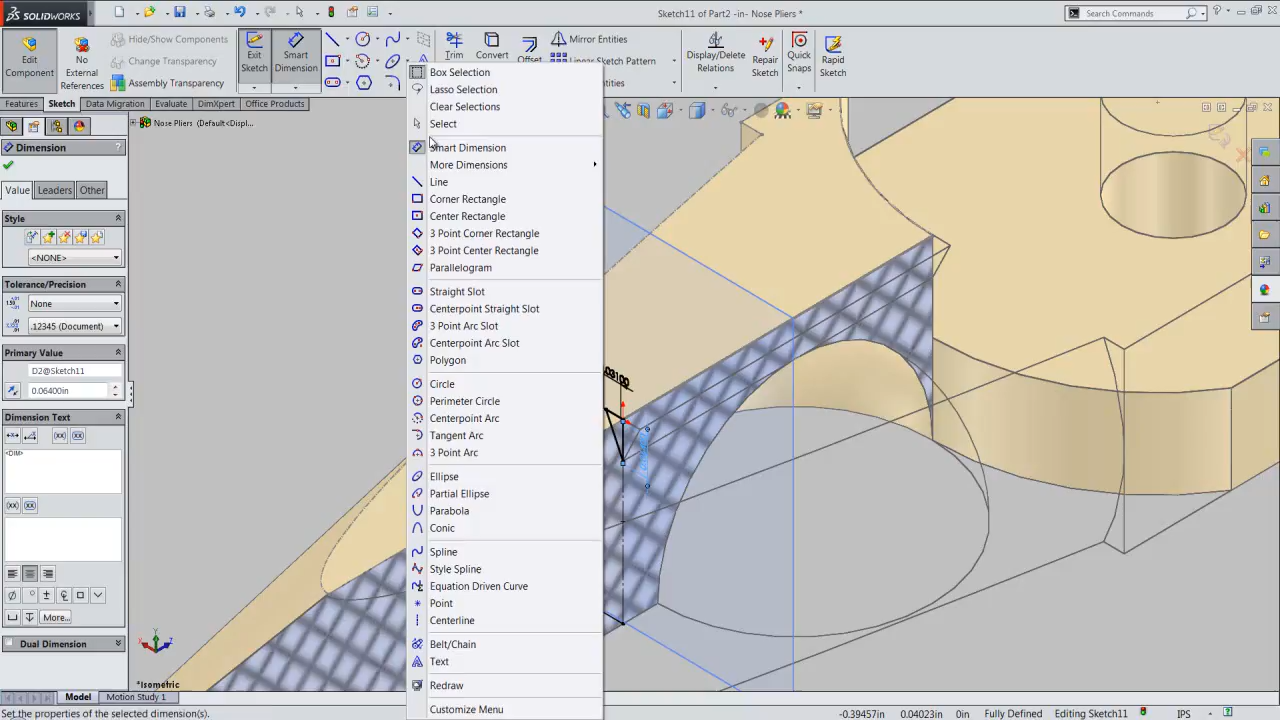 SOLIDWORKS
Sketch11 of Part2 -in- Nose Pliers *
Search Commands
Edit Component
No External References
Hide/Show Components
Change Transparency
Assembly Transparency
Exit Sketch
Smart Dimension
Trim
Convert
Offset
Mirror Entities
Linear Sketch Pattern
Entities
Display/Delete Relations
Repair Sketch
Quick Snaps
Rapid Sketch
Features
Sketch
Data Migration
Evaluate
DimXpert
Office Products
Nose Pliers (Default<Displ...
Dimension
?
Value
Leaders
Other
Style
<NONE>
Tolerance/Precision
None
.12345 (Document)
Primary Value
D2@Sketch11
0.06400in
Dimension Text
<DIM>
More...
Dual Dimension
Box Selection
Lasso Selection
Clear Selections
Select
Smart Dimension
More Dimensions
Line
Corner Rectangle
Center Rectangle
3 Point Corner Rectangle
3 Point Center Rectangle
Parallelogram
Straight Slot
Centerpoint Straight Slot
3 Point Arc Slot
Centerpoint Arc Slot
Polygon
Circle
Perimeter Circle
Centerpoint Arc
Tangent Arc
3 Point Arc
Ellipse
Partial Ellipse
Parabola
Conic
Spline
Style Spline
Equation Driven Curve
Point
Centerline
Belt/Chain
Text
Redraw
Customize Menu
*Isometric
Model
Motion Study 1
Set the properties of the selected dimension(s).
-0.39457in
0.04023in
0in
Fully Defined
Editing Sketch11
IPS